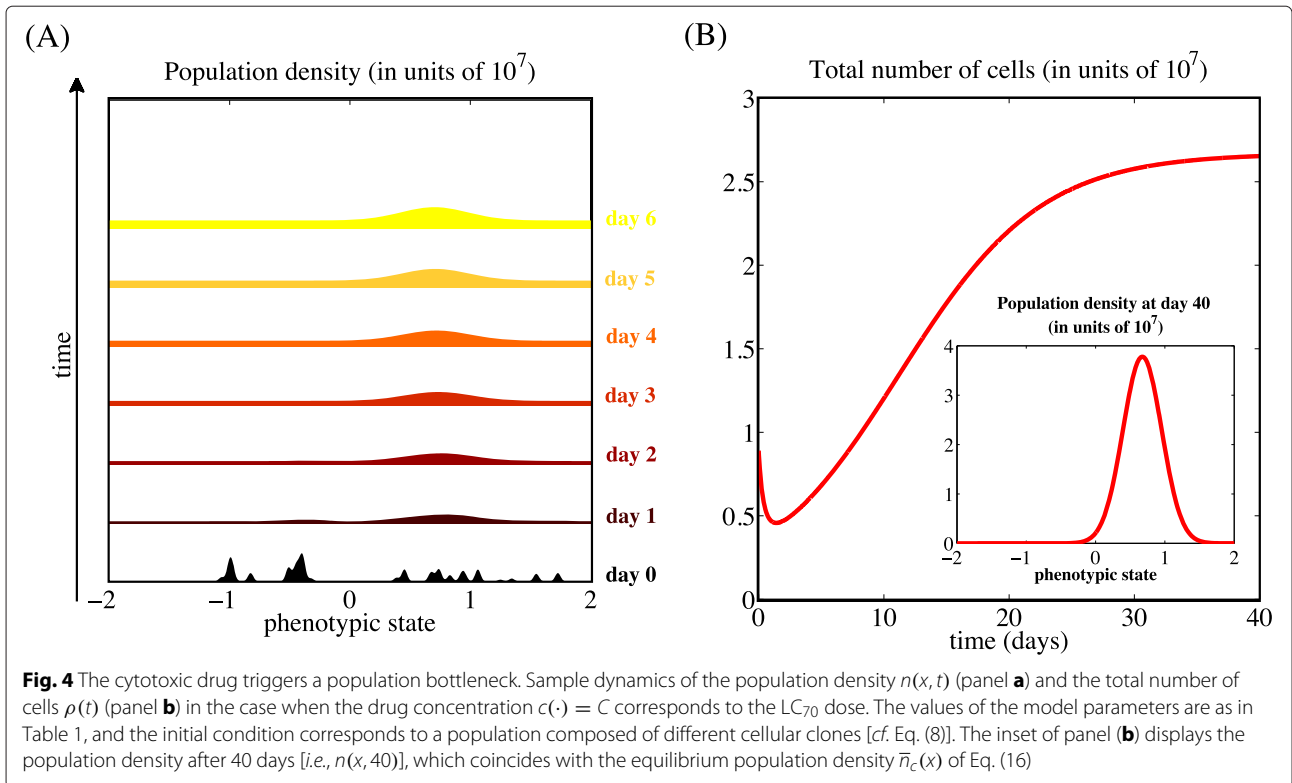 (A)
Population density (in units of 10⁷)
time
day 6
day 5
day 4
day 3
day 2
day 1
day 0
−2 −1 0 1 2
phenotypic state
(B)
Total number of cells (in units of 10⁷)
3
2.5
2
1.5
1
0.5
0
0 10 20 30 40
time (days)
Population density at day 40
(in units of 10⁷)
4
3
2
1
0
−2 −1 0 1 2
phenotypic state
Fig. 4 The cytotoxic drug triggers a population bottleneck. Sample dynamics of the population density n(x, t) (panel a) and the total number of
cells ρ(t) (panel b) in the case when the drug concentration c(·) = C corresponds to the LC₇₀ dose. The values of the model parameters are as in
Table 1, and the initial condition corresponds to a population composed of different cellular clones [cf. Eq. (8)]. The inset of panel (b) displays the
population density after 40 days [i.e., n(x, 40)], which coincides with the equilibrium population density n̅_C(x) of Eq. (16)